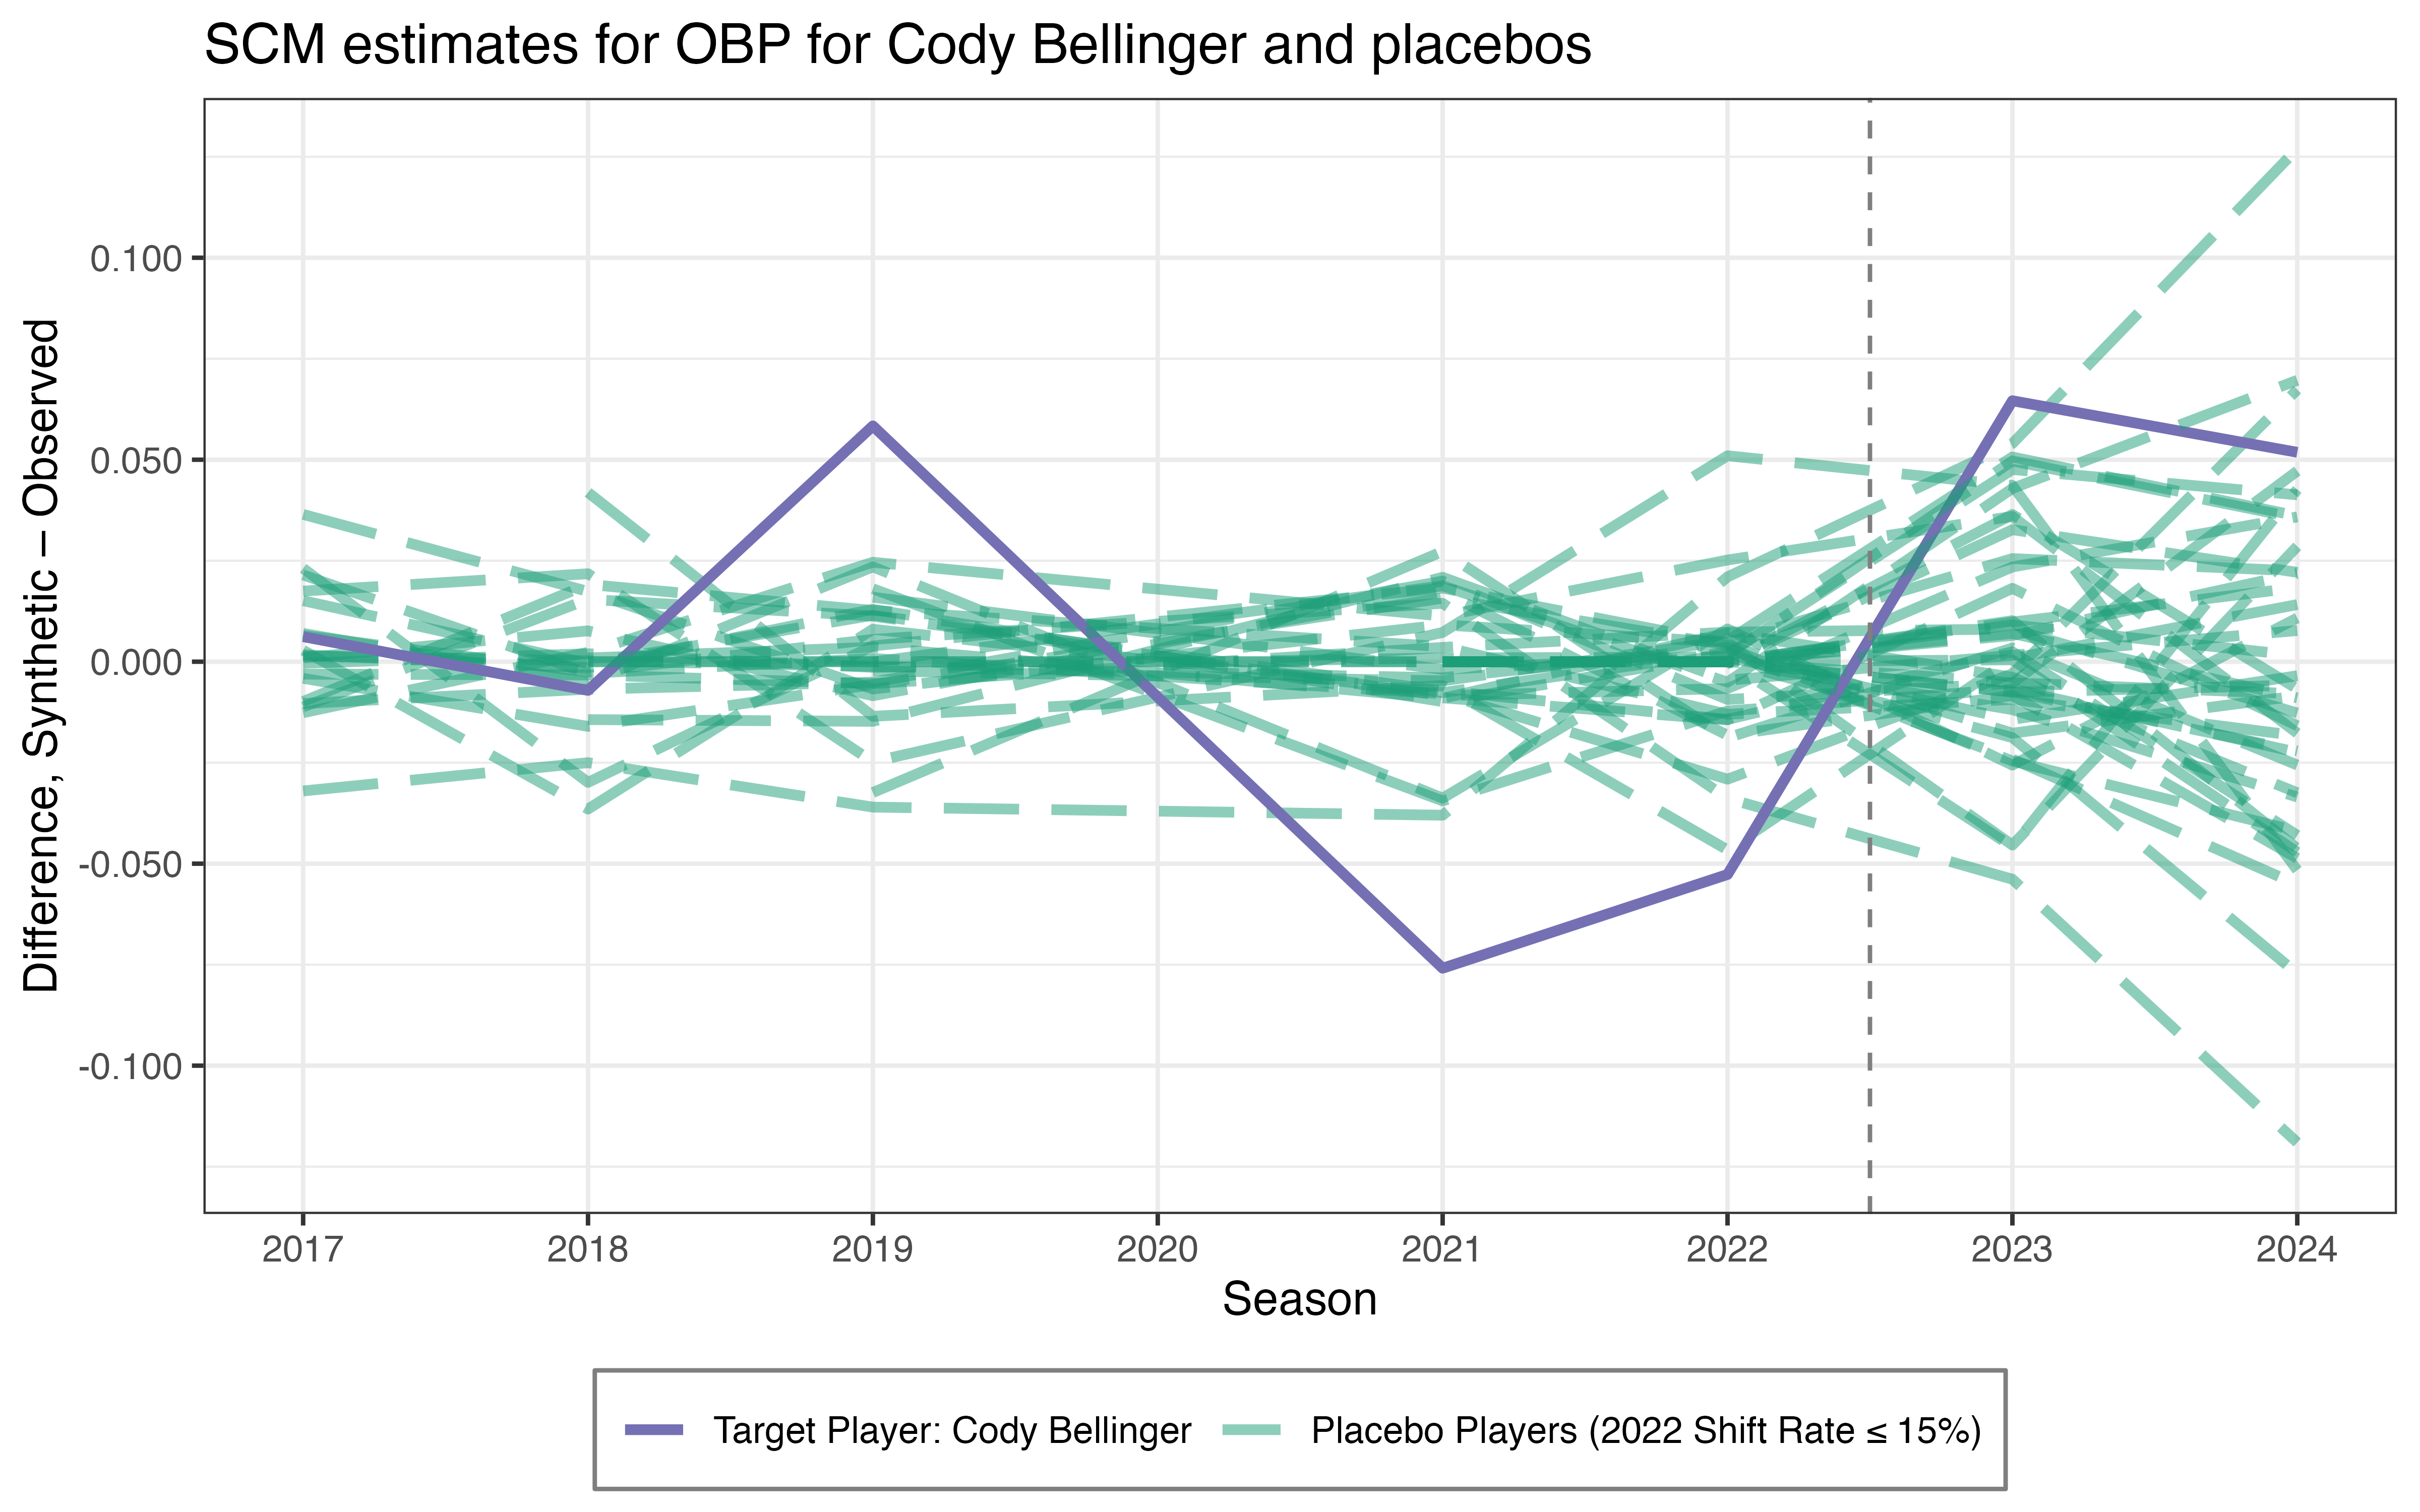 SCM estimates for OBP for Cody Bellinger and placebos
Difference, Synthetic − Observed
0.100
0.050
0.000
-0.050
-0.100
2017 2018 2019 2020 2021 2022 2023 2024
Season
Target Player: Cody Bellinger Placebo Players (2022 Shift Rate ≤ 15%)